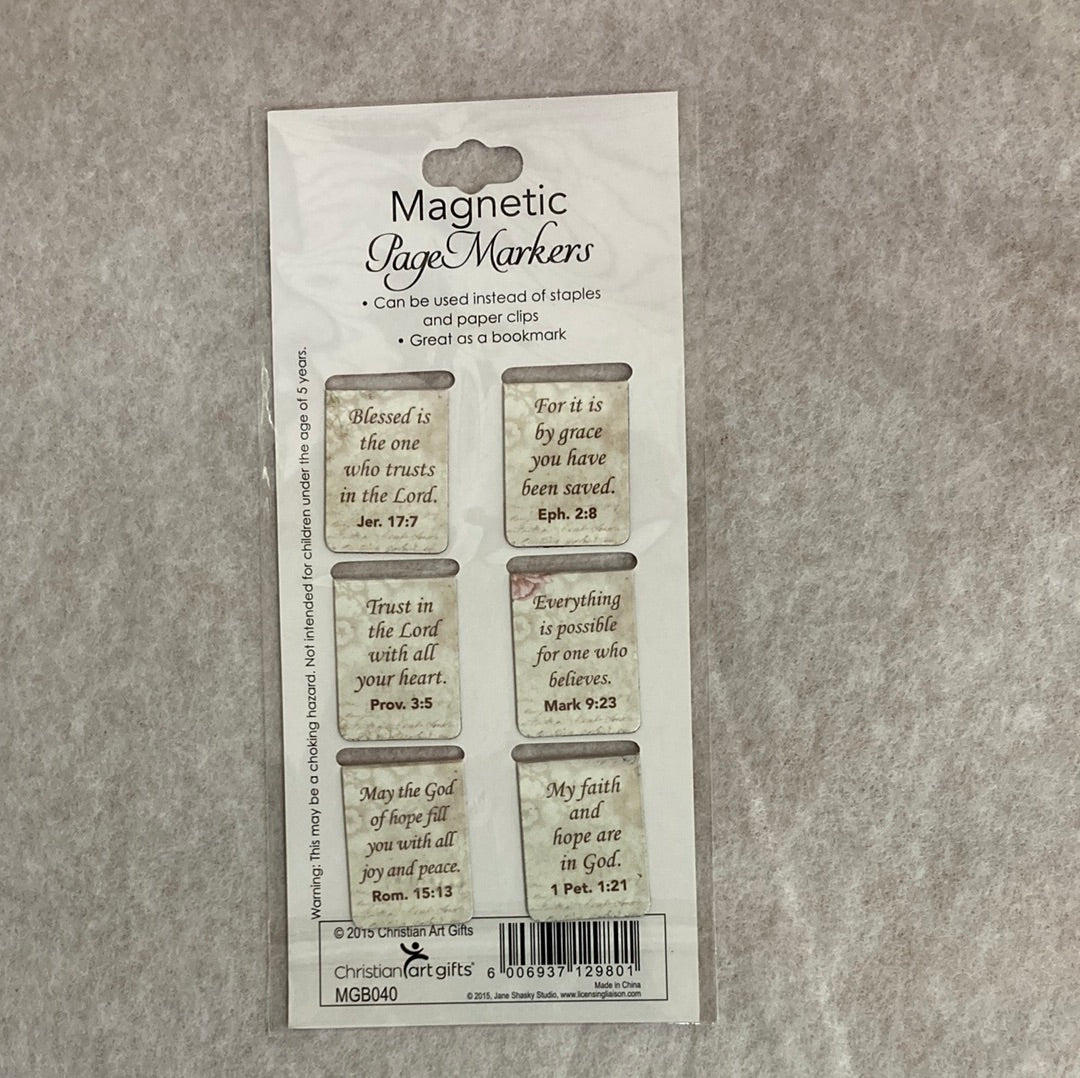 Magnetic
Page Markers
• Can be used instead of staples
and paper clips
• Great as a bookmark
Warning: This may be a choking hazard. Not intended for children under the age of 5 years.
Blessed is
the one
who trusts
in the Lord.
Jer. 17:7
For it is
by grace
you have
been saved.
Eph. 2:8
Trust in
the Lord
with all
your heart.
Prov. 3:5
Everything
is possible
for one who
believes.
Mark 9:23
May the God
of hope fill
you with all
joy and peace.
Rom. 15:13
My faith
and
hope are
in God.
1 Pet. 1:21
© 2015 Christian Art Gifts
Christian art gifts®
MGB040
6 006937 129801
Made in China
© 2015, Jane Shasky Studio, www.licensingliaison.com